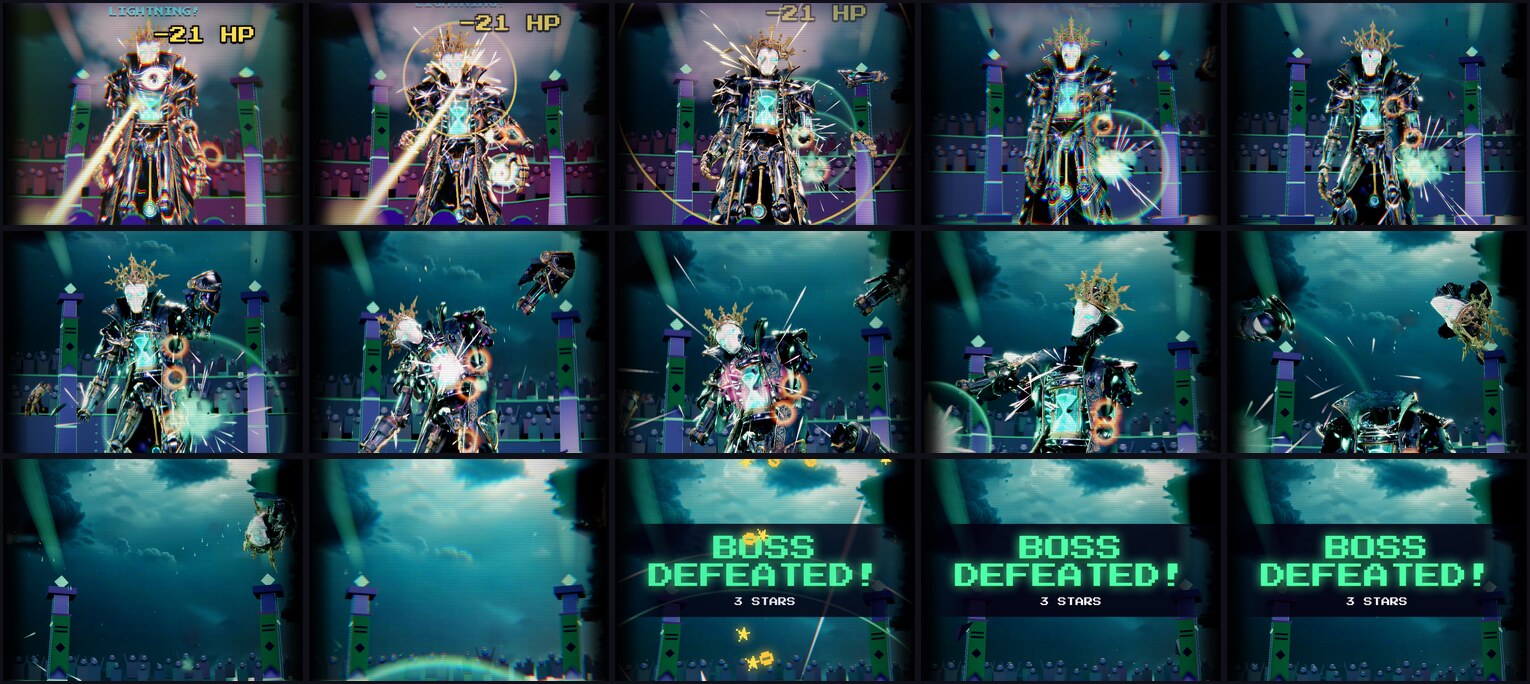 LIGHTNING!
-21 HP
-21 HP
-21 HP
BOSS
DEFEATED!
3 STARS
BOSS
DEFEATED!
3 STARS
BOSS
DEFEATED!
3 STARS